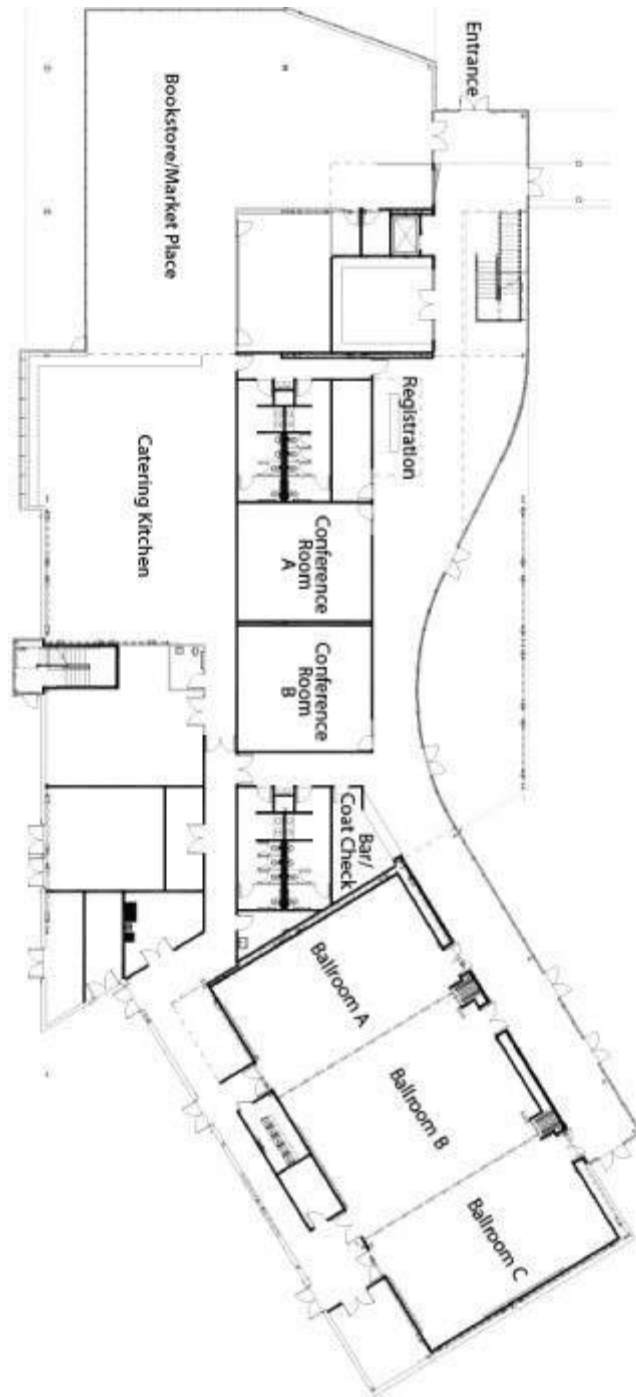 Entrance
Bookstore/Market Place
Registration
Catering Kitchen
Conference
Room
A
Conference
Room
B
Bar/
Coat Check
Ballroom A
Ballroom B
Ballroom C